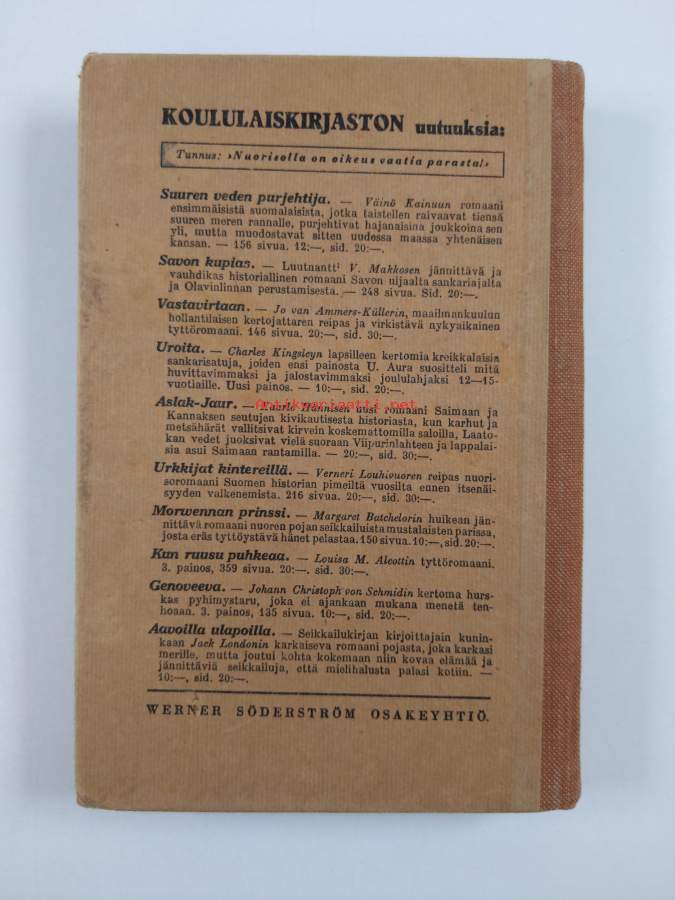 KOULULAISKIRJASTON uutuuksia:
Tunnus: »Nuorisolla on oikeus vaatia parasta!»
Suuren veden purjehtija. — Väinö Kainuun romaani
ensimmäisistä suomalaisista, jotka taistellen raivaavat tiensä
suuren meren rannalle, purjehtivat hajanaisina joukkoina sen
yli, mutta muodostavat sitten uudessa maassa yhtenäisen
kansan. — 156 sivua. 12:—, sid. 20:—.
Savon kupias. — Luutnantti V. Makkosen jännittävä ja
vauhdikas historiallinen romaani Savon uljaalta sankariajalta
ja Olavinlinnan perustamisesta. — 248 sivua. Sid. 20:—.
Vastavirtaan. — Jo van Ammers-Küllerin, maailmankuulun
hollantilaisen kertojattaren reipas ja virkistävä nykyaikainen
tyttöromaani. 146 sivua. 20:—, sid. 30:—.
Uroita. — Charles Kingsleyn lapsilleen kertomia kreikkalaisia
sankarisatuja, joiden ensi painosta U. Aura suositteli mitä
huvittavimmaksi ja jalostavimmaksi joululahjaksi 12—15-
vuotiaille. Uusi painos. — 10:—, sid. 20:—.
Antikvariaatti.net
Aslak-Jaur. — Kaarlo Hännisen uusi romaani Saimaan ja
Kannaksen seutujen kivikautisesta historiasta, kun karhut ja
metsähärät vallitsivat kirvein koskemattomilla saloilla, Laato-
kan vedet juoksivat vielä suoraan Viipurinlahteen ja lappalai-
sia asui Saimaan rantamilla. — 20:—, sid. 30:—.
Urkkijat kintereillä. — Verneri Louhivuoren reipas nuori-
soromaani Suomen historian pimeiltä vuosilta ennen itsenäi-
syyden valkenemista. 216 sivua. 20:—, sid. 30:—.
Morwennan prinssi. — Margaret Batchelorin huikean jän-
nittävä romaani nuoren pojan seikkailuista mustalaisten parissa,
josta eräs tyttöystävä hänet pelastaa. 150 sivua. 10:—, sid. 20:—.
Kun ruusu puhkeaa. — Louisa M. Alcottin tyttöromaani.
3. painos, 359 sivua. 20:—, sid. 30:—.
Genoveeva. — Johann Christoph von Schmidin kertoma hurs-
kas pyhimystaru, joka ei ajankaan mukana menetä ten-
hoaan. 3. painos, 135 sivua. 10:—, sid. 20:—.
Aavoilla ulapoilla. — Seikkailukirjan kirjoittajain kunin-
kaan Jack Londonin karkaiseva romaani pojasta, joka karkasi
merille, mutta joutui kohta kokemaan niin kovaa elämää ja
jännittäviä seikkailuja, että mielihalusta palasi kotiin. —
10:—, sid. 20:—.
WERNER SÖDERSTRÖM OSAKEYHTIÖ.